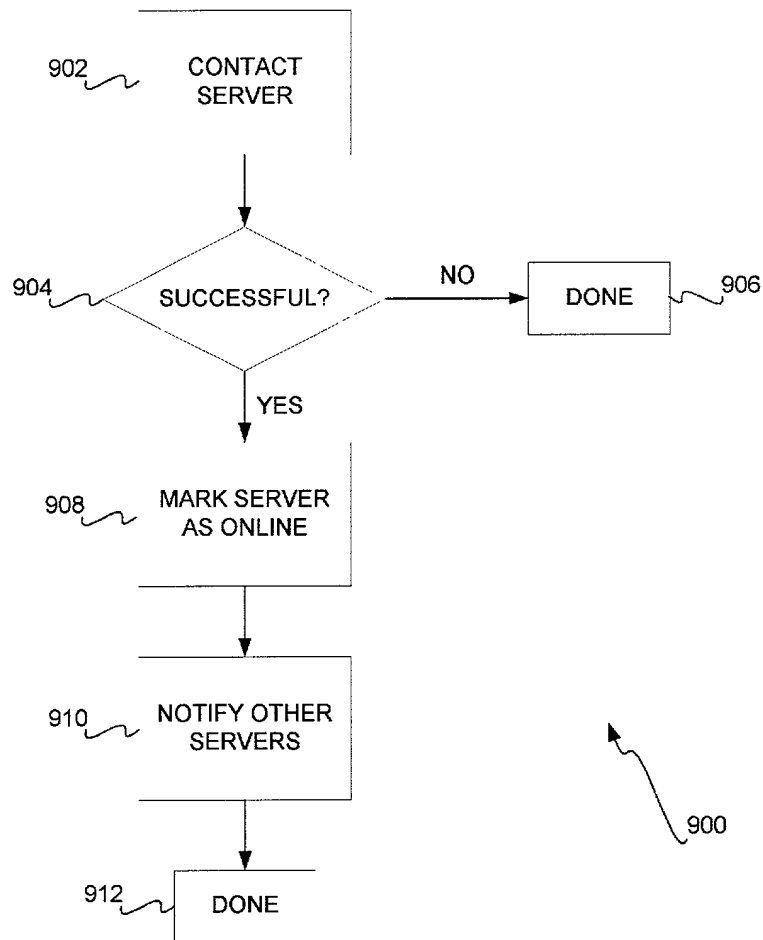 902
CONTACT
SERVER
904
SUCCESSFUL?
NO
DONE
906
YES
908
MARK SERVER
AS ONLINE
910
NOTIFY OTHER
SERVERS
900
912
DONE